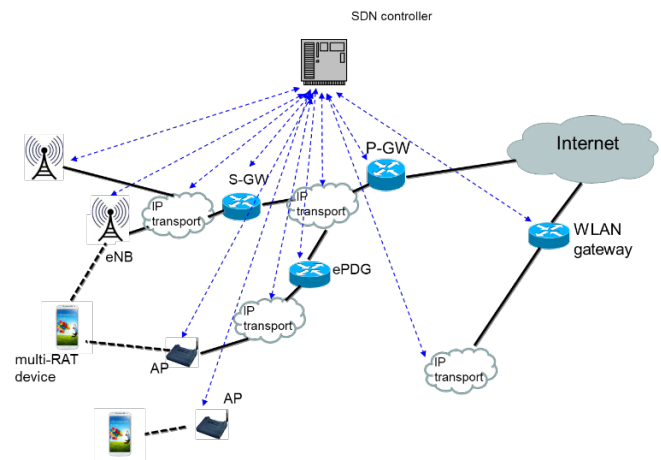 SDN controller
P-GW
Internet
S-GW
IP
transport
IP
transport
eNB
WLAN
gateway
ePDG
IP
transport
multi-RAT
device
AP
IP
transport
AP